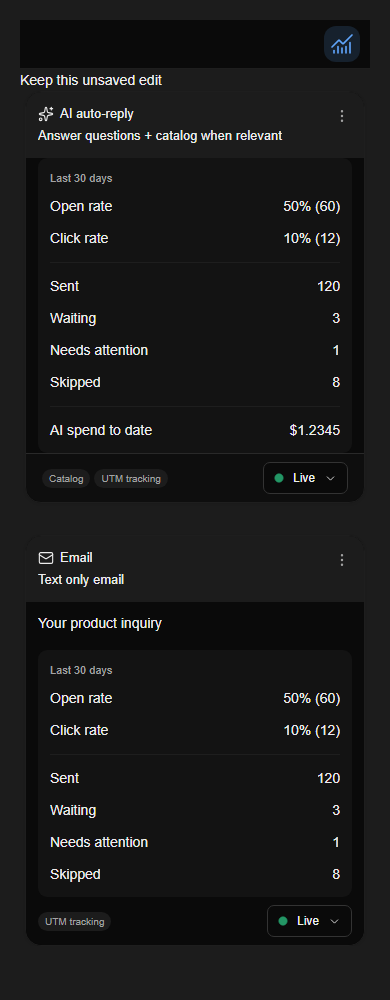 Keep this unsaved edit
AI auto-reply
Answer questions + catalog when relevant
Last 30 days
Open rate 50% (60)
Click rate 10% (12)
Sent 120
Waiting 3
Needs attention 1
Skipped 8
AI spend to date $1.2345
Catalog UTM tracking Live
Email
Text only email
Your product inquiry
Last 30 days
Open rate 50% (60)
Click rate 10% (12)
Sent 120
Waiting 3
Needs attention 1
Skipped 8
UTM tracking Live